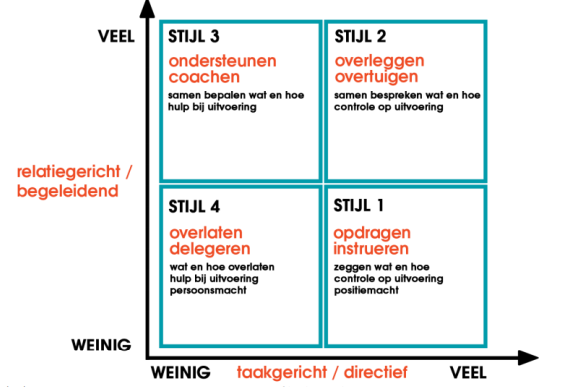 VEEL
STIJL 3
ondersteunen
coachen
samen bepalen wat en hoe
hulp bij uitvoering
STIJL 2
overleggen
overtuigen
samen bespreken wat en hoe
controle op uitvoering
relatiegericht /
begeleidend
STIJL 4
overlaten
delegeren
wat en hoe overlaten
hulp bij uitvoering
persoonsmacht
STIJL 1
opdragen
instrueren
zeggen wat en hoe
controle op uitvoering
positiemacht
WEINIG
WEINIG taakgericht / directief VEEL